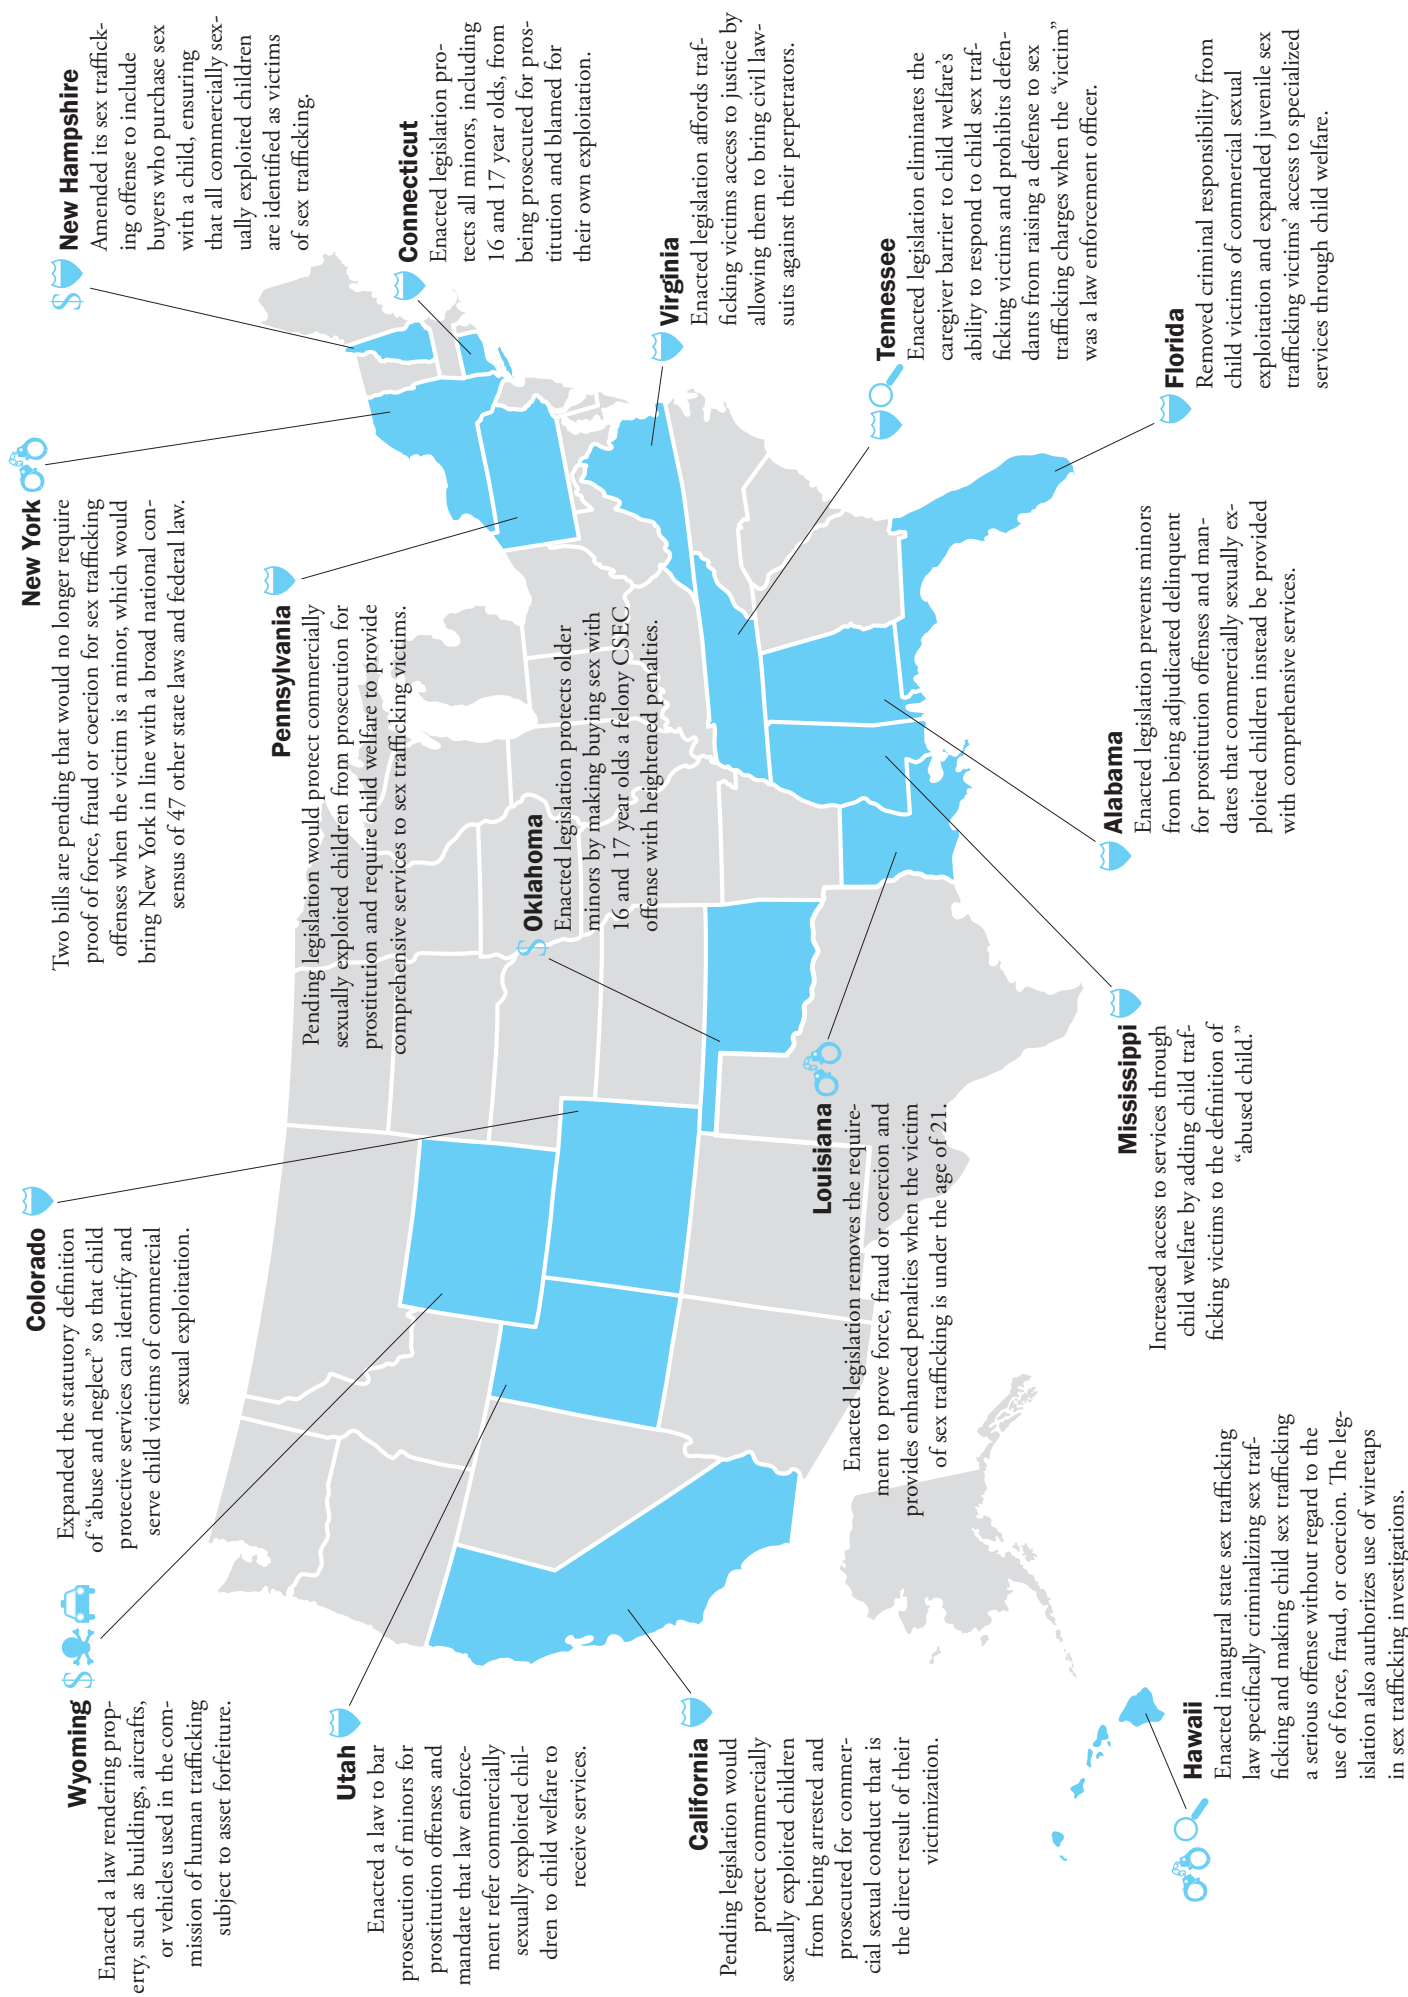 Wyoming
Enacted a law rendering prop-
erty, such as buildings, aircrafts,
or vehicles used in the com-
mission of human trafficking
subject to asset forfeiture.
Colorado
Expanded the statutory definition
of “abuse and neglect” so that child
protective services can identify and
serve child victims of commercial
sexual exploitation.
New York
Two bills are pending that would no longer require
proof of force, fraud or coercion for sex trafficking
offenses when the victim is a minor, which would
bring New York in line with a broad national con-
sensus of 47 other state laws and federal law.
New Hampshire
Amended its sex traffick-
ing offense to include
buyers who purchase sex
with a child, ensuring
that all commercially sex-
ually exploited children
are identified as victims
of sex trafficking.
Utah
Enacted a law to bar
prosecution of minors for
prostitution offenses and
mandate that law enforce-
ment refer commercially
sexually exploited chil-
dren to child welfare to
receive services.
Pennsylvania
Pending legislation would protect commercially
sexually exploited children from prosecution for
prostitution and require child welfare to provide
comprehensive services to sex trafficking victims.
Connecticut
Enacted legislation pro-
tects all minors, including
16 and 17 year olds, from
being prosecuted for pros-
titution and blamed for
their own exploitation.
Oklahoma
Enacted legislation protects older
minors by making buying sex with
16 and 17 year olds a felony CSEC
offense with heightened penalties.
Virginia
Enacted legislation affords traf-
ficking victims access to justice by
allowing them to bring civil law-
suits against their perpetrators.
California
Pending legislation would
protect commercially
sexually exploited children
from being arrested and
prosecuted for commer-
cial sexual conduct that is
the direct result of their
victimization.
Louisiana
Enacted legislation removes the require-
ment to prove force, fraud or coercion and
provides enhanced penalties when the victim
of sex trafficking is under the age of 21.
Tennessee
Enacted legislation eliminates the
caregiver barrier to child welfare’s
ability to respond to child sex traf-
ficking victims and prohibits defen-
dants from raising a defense to sex
trafficking charges when the “victim”
was a law enforcement officer.
Hawaii
Enacted inaugural state sex trafficking
law specifically criminalizing sex traf-
ficking and making child sex trafficking
a serious offense without regard to the
use of force, fraud, or coercion. The leg-
islation also authorizes use of wiretaps
in sex trafficking investigations.
Mississippi
Increased access to services through
child welfare by adding child traf-
ficking victims to the definition of
“abused child.”
Alabama
Enacted legislation prevents minors
from being adjudicated delinquent
for prostitution offenses and man-
dates that commercially sexually ex-
ploited children instead be provided
with comprehensive services.
Florida
Removed criminal responsibility from
child victims of commercial sexual
exploitation and expanded juvenile sex
trafficking victims’ access to specialized
services through child welfare.